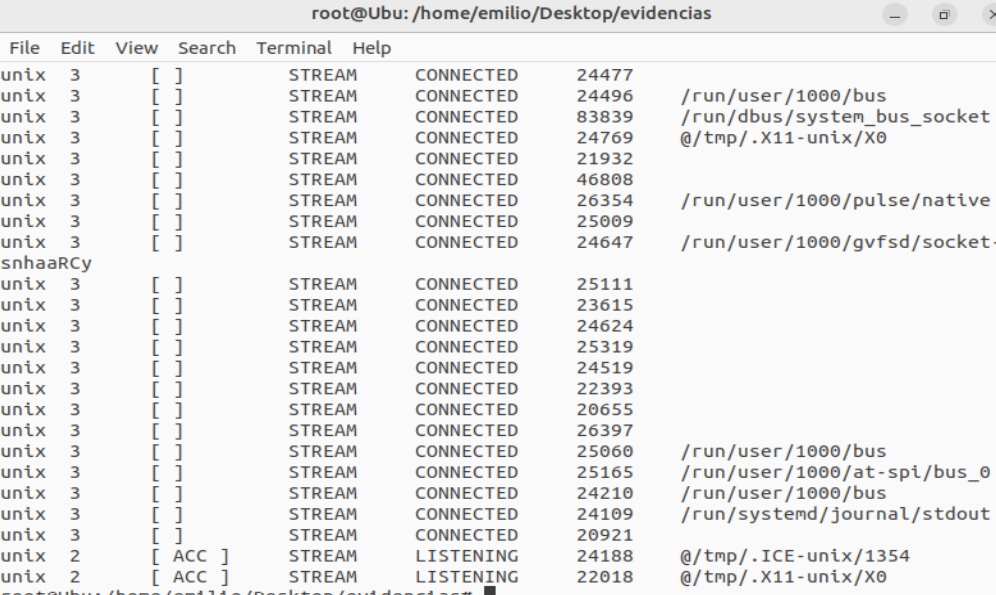 root@Ubu: /home/emilio/Desktop/evidencias
File Edit View Search Terminal Help
unix 3 [ ] STREAM CONNECTED 24477
unix 3 [ ] STREAM CONNECTED 24496 /run/user/1000/bus
unix 3 [ ] STREAM CONNECTED 83839 /run/dbus/system_bus_socket
unix 3 [ ] STREAM CONNECTED 24769 @/tmp/.X11-unix/X0
unix 3 [ ] STREAM CONNECTED 21932
unix 3 [ ] STREAM CONNECTED 46808
unix 3 [ ] STREAM CONNECTED 26354 /run/user/1000/pulse/native
unix 3 [ ] STREAM CONNECTED 25009
unix 3 [ ] STREAM CONNECTED 24647 /run/user/1000/gvfsd/socket-
snhaaRCy
unix 3 [ ] STREAM CONNECTED 25111
unix 3 [ ] STREAM CONNECTED 23615
unix 3 [ ] STREAM CONNECTED 24624
unix 3 [ ] STREAM CONNECTED 25319
unix 3 [ ] STREAM CONNECTED 24519
unix 3 [ ] STREAM CONNECTED 22393
unix 3 [ ] STREAM CONNECTED 20655
unix 3 [ ] STREAM CONNECTED 26397
unix 3 [ ] STREAM CONNECTED 25060 /run/user/1000/bus
unix 3 [ ] STREAM CONNECTED 25165 /run/user/1000/at-spi/bus_0
unix 3 [ ] STREAM CONNECTED 24210 /run/user/1000/bus
unix 3 [ ] STREAM CONNECTED 24109 /run/systemd/journal/stdout
unix 3 [ ] STREAM CONNECTED 20921
unix 2 [ ACC ] STREAM LISTENING 24188 @/tmp/.ICE-unix/1354
unix 2 [ ACC ] STREAM LISTENING 22018 @/tmp/.X11-unix/X0
root@Ubu:/home/emilio/Desktop/evidencias#